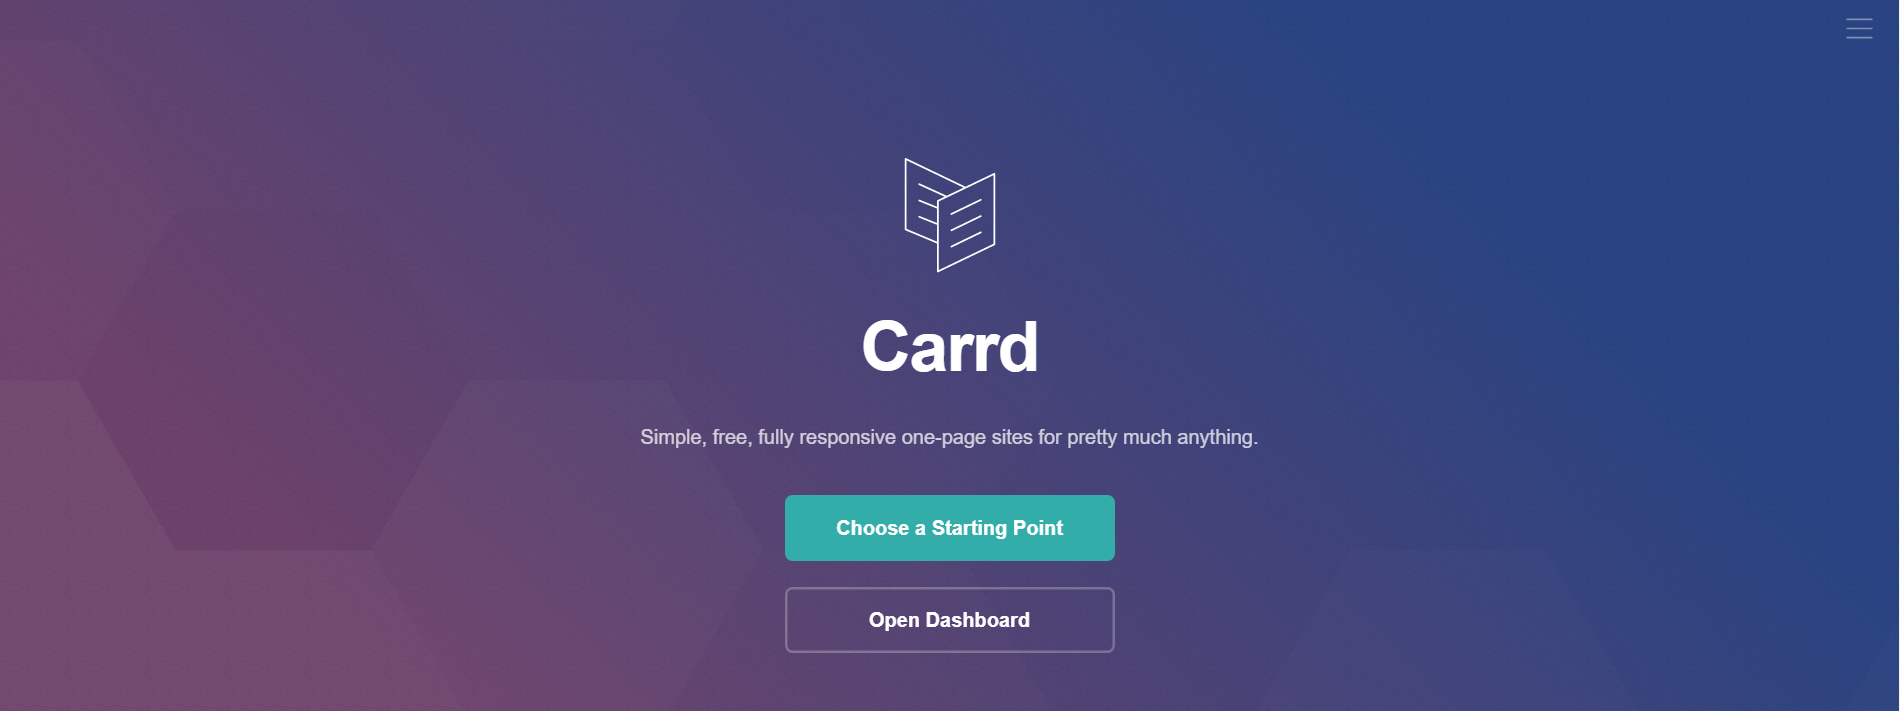 Carrd
Simple, free, fully responsive one-page sites for pretty much anything.
Choose a Starting Point
Open Dashboard